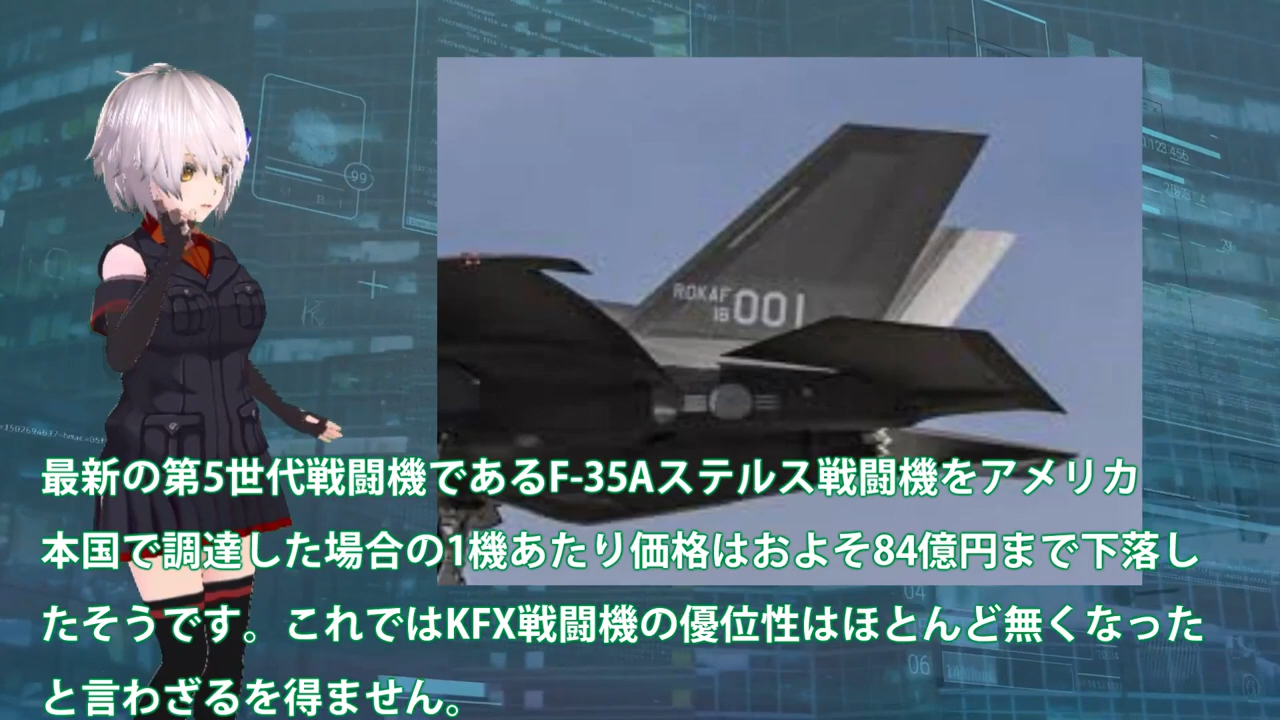 99
123.456
ROKAF
18 001
最新の第5世代戦闘機であるF-35Aステルス戦闘機をアメリカ
本国で調達した場合の1機あたり価格はおよそ84億円まで下落し
たそうです。これではKFX戦闘機の優位性はほとんど無くなった
と言わざるを得ません。
04
06